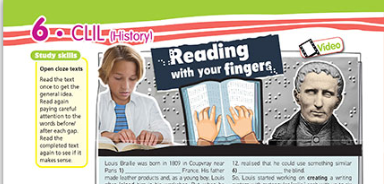 6 • CLIL (History)
Study skills
Open cloze texts
Read the text
once to get the
general idea.
Read again
paying careful
attention to the
words before/
after each gap.
Read the
completed text
again to see if it
makes sense.
Reading
with your fingers
Video
Louis Braille was born in 1809 in Coupvray near
Paris 1) France. His father
made leather products and, as a young boy, Louis
12, realised that he could use something similar
6) the blind.
So, Louis started working on creating a writing